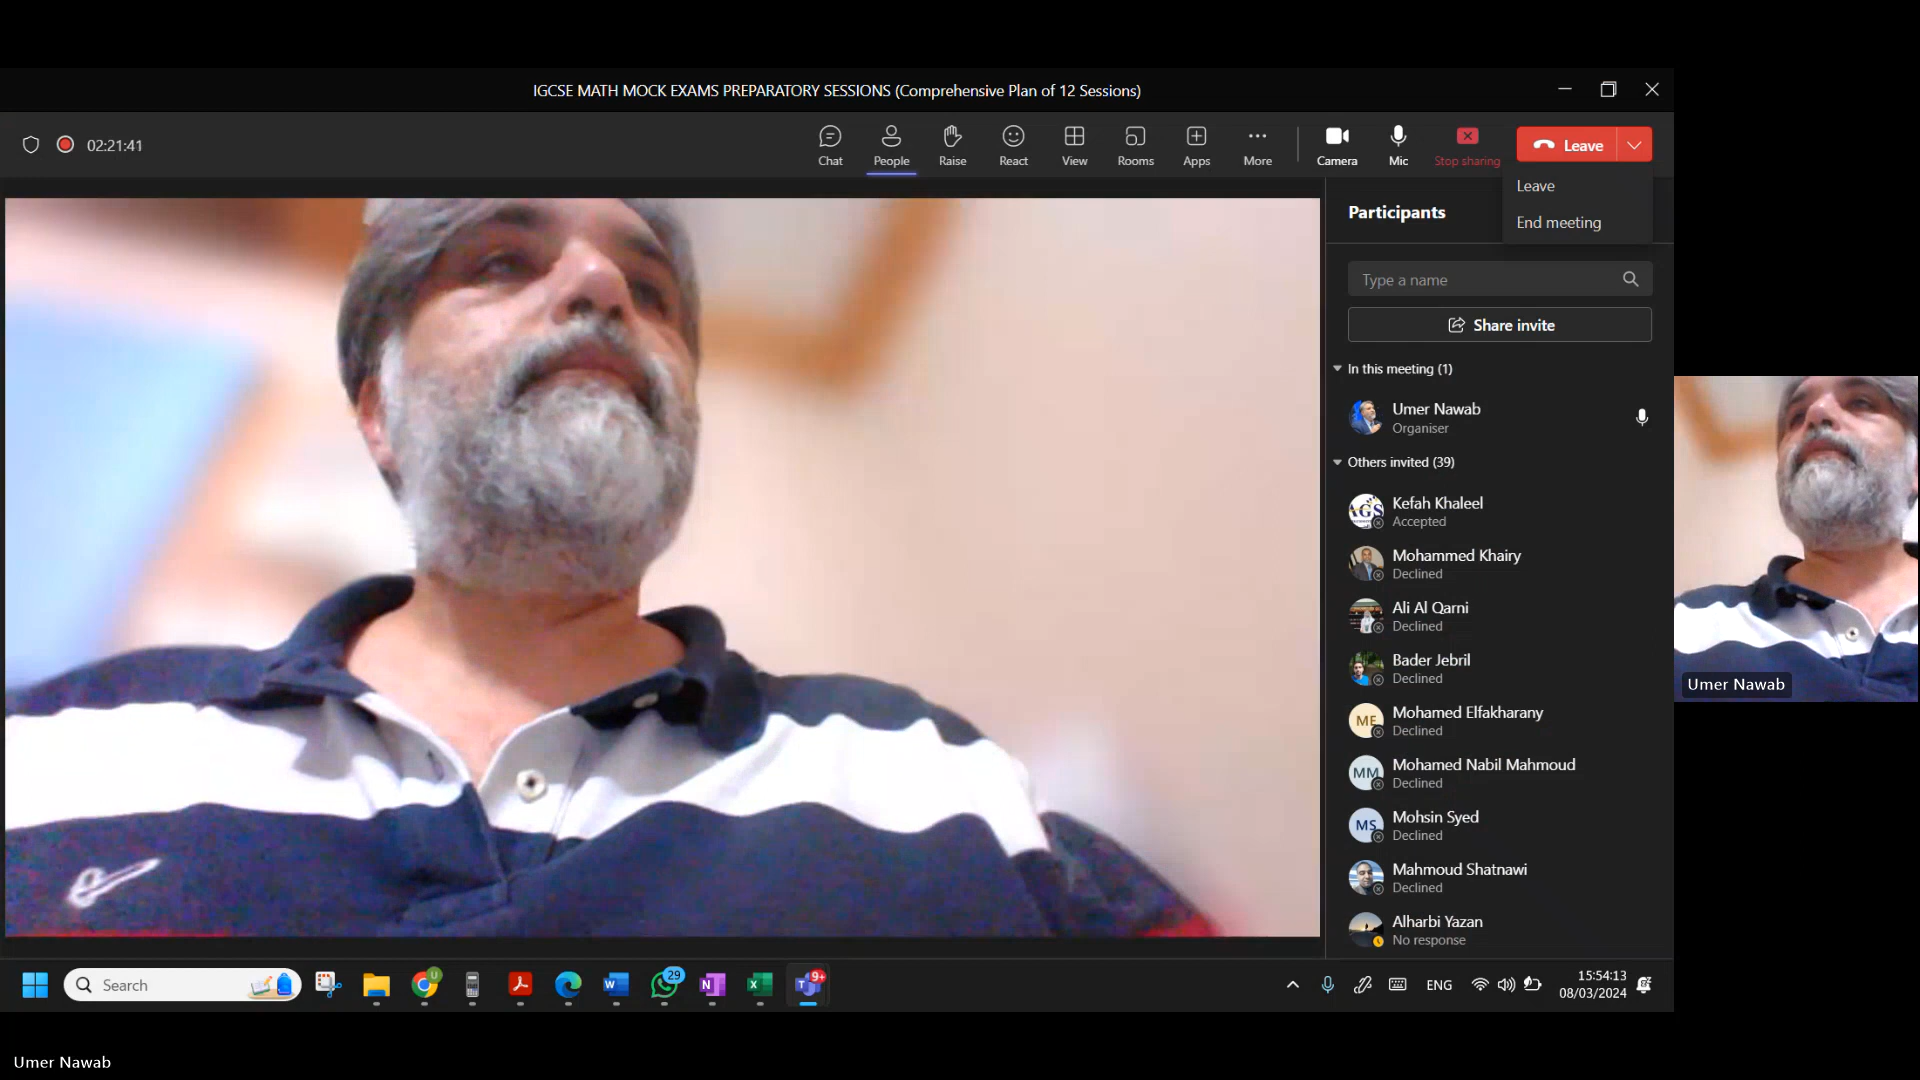 IGCSE MATH MOCK EXAMS PREPARATORY SESSIONS (Comprehensive Plan of 12 Sessions)
02:21:41
Chat
People
Raise
React
View
Rooms
Apps
More
Camera
Mic
Stop sharing
Leave
Leave
End meeting
Participants
Type a name
Share invite
In this meeting (1)
Umer Nawab
Organiser
Others invited (39)
Kefah Khaleel
Accepted
Mohammed Khairy
Declined
Ali Al Qarni
Declined
Bader Jebril
Declined
ME
Mohamed Elfakharany
Declined
MM
Mohamed Nabil Mahmoud
Declined
MS
Mohsin Syed
Declined
Mahmoud Shatnawi
Declined
Alharbi Yazan
No response
Umer Nawab
Search
U
29
9+
ENG
15:54:13
08/03/2024
Umer Nawab